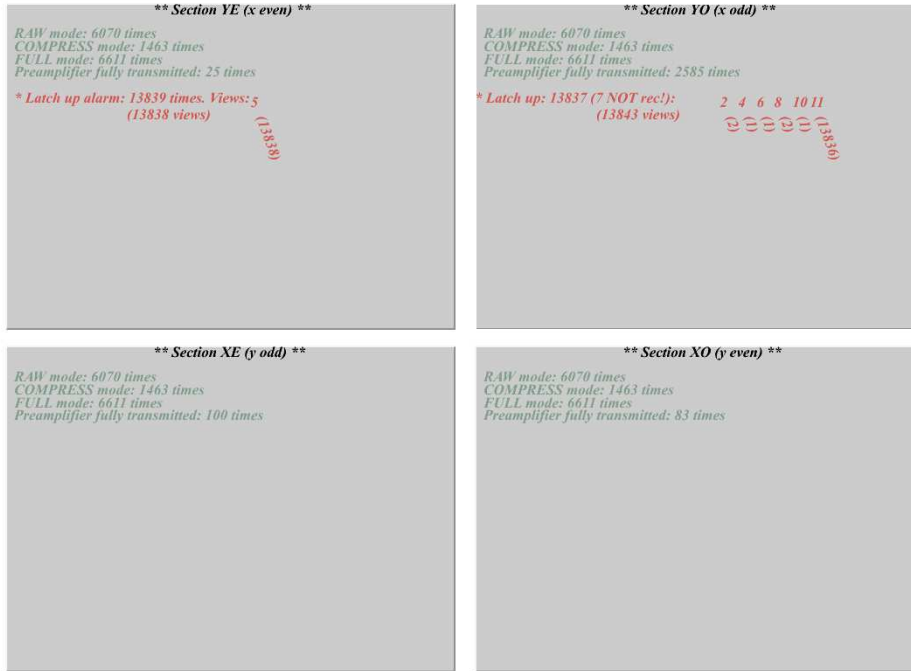 ** Section YE (x even) **
RAW mode: 6070 times
COMPRESS mode: 1463 times
FULL mode: 6611 times
Preamplifier fully transmitted: 25 times
* Latch up alarm: 13839 times. Views: 5
(13838 views)
(13838)
** Section YO (x odd) **
RAW mode: 6070 times
COMPRESS mode: 1463 times
FULL mode: 6611 times
Preamplifier fully transmitted: 2585 times
* Latch up: 13837 (7 NOT rec!): 2 4 6 8 10 11
(13843 views)
(2) (1) (1) (2) (1) (13836)
** Section XE (y odd) **
RAW mode: 6070 times
COMPRESS mode: 1463 times
FULL mode: 6611 times
Preamplifier fully transmitted: 100 times
** Section XO (y even) **
RAW mode: 6070 times
COMPRESS mode: 1463 times
FULL mode: 6611 times
Preamplifier fully transmitted: 83 times